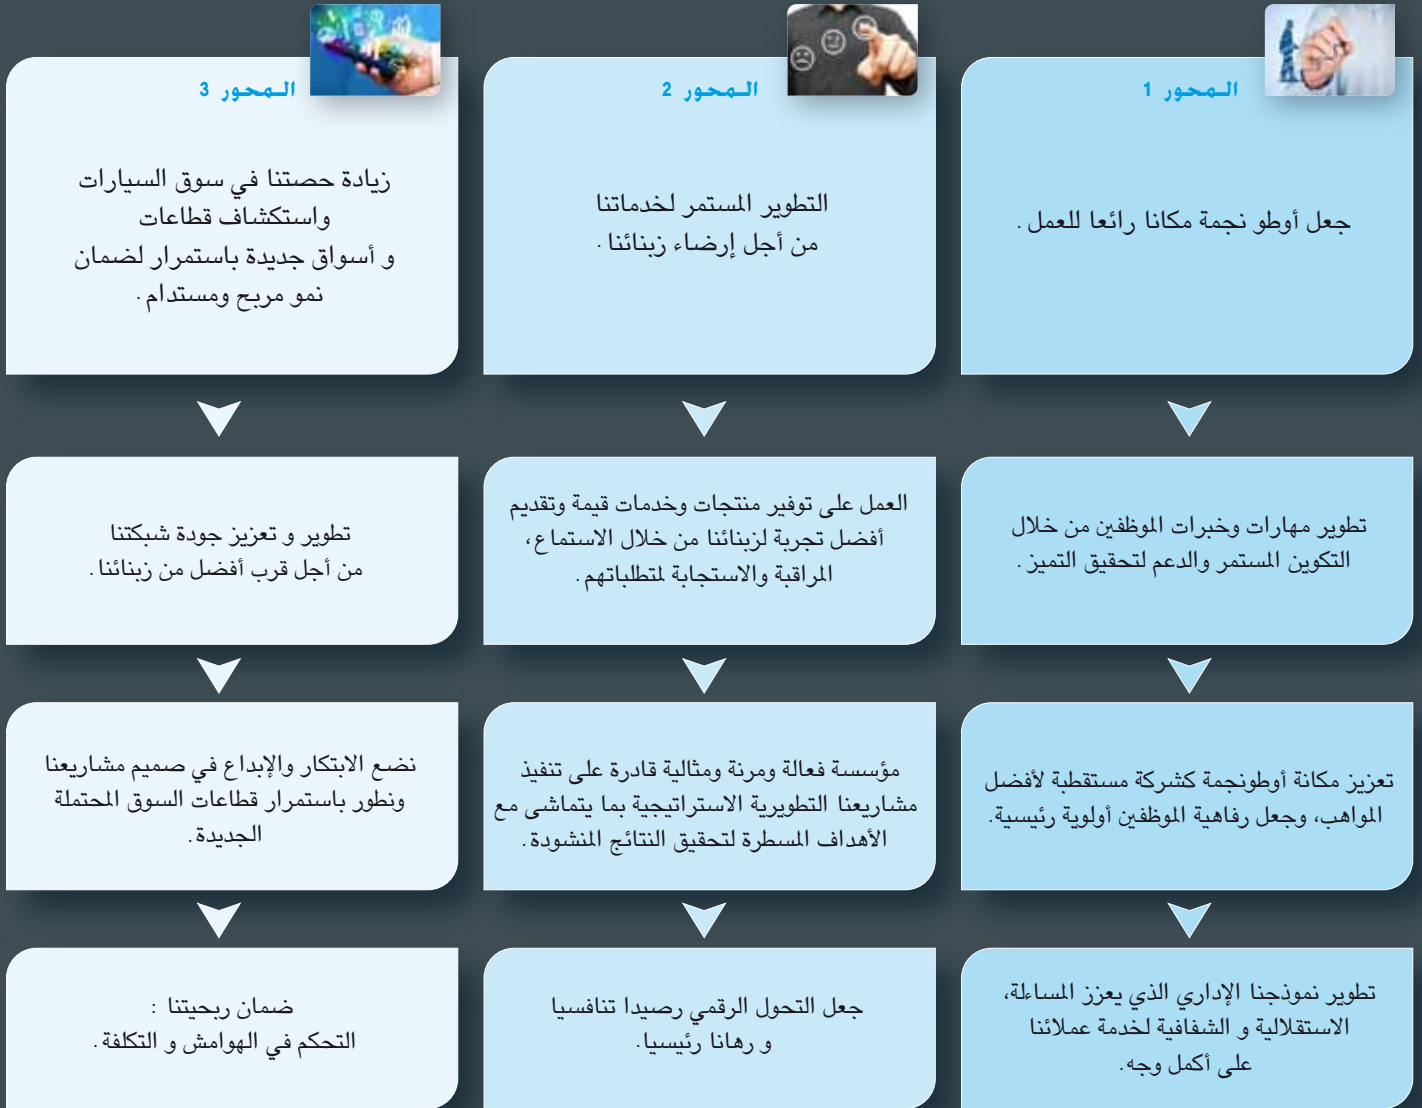 المحور 1
جعل أوطو نجمة مكانا رائعا للعمل.
تطوير مهارات وخبرات الموظفين من خلال
التكوين المستمر والدعم لتحقيق التميز.
تعزيز مكانة أوطونجمة كشركة مستقطبة لأفضل
المواهب، وجعل رفاهية الموظفين أولوية رئيسية.
تطوير نموذجنا الإداري الذي يعزز المساءلة،
الاستقلالية و الشفافية لخدمة عملائنا
على أكمل وجه.
المحور 2
التطوير المستمر لخدماتنا
من أجل إرضاء زبنائنا.
العمل على توفير منتجات وخدمات قيمة وتقديم
أفضل تجربة لزبنائنا من خلال الاستماع،
المراقبة والاستجابة لمتطلباتهم.
مؤسسة فعالة ومرنة ومثالية قادرة على تنفيذ
مشاريعنا التطويرية الاستراتيجية بما يتماشى مع
الأهداف المسطرة لتحقيق النتائج المنشودة.
جعل التحول الرقمي رصيدا تنافسيا
و رهانا رئيسيا.
المحور 3
زيادة حصتنا في سوق السيارات
واستكشاف قطاعات
و أسواق جديدة باستمرار لضمان
نمو مربح ومستدام.
تطوير و تعزيز جودة شبكتنا
من أجل قرب أفضل من زبنائنا.
نضع الابتكار والإبداع في صميم مشاريعنا
ونطور باستمرار قطاعات السوق المحتملة
الجديدة.
ضمان ربحيتنا :
التحكم في الهوامش و التكلفة.